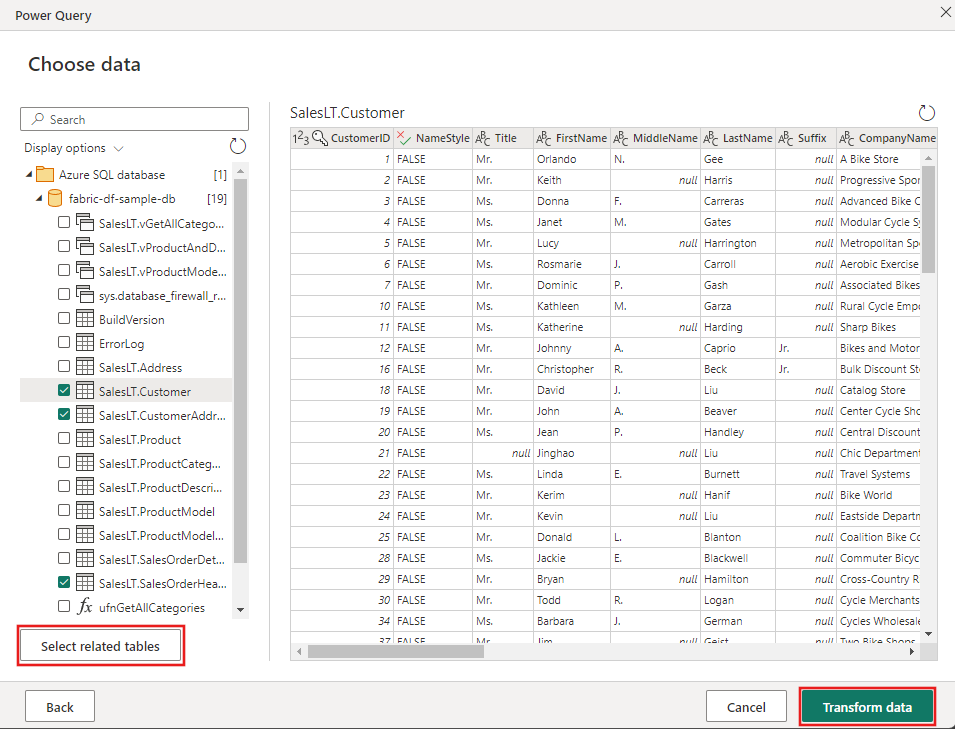 Power Query
Choose data
Search
Display options
Azure SQL database [1]
fabric-df-sample-db [19]
SalesLT.vGetAllCatego...
SalesLT.vProductAndD...
SalesLT.vProductMode...
sys.database_firewall_r...
BuildVersion
ErrorLog
SalesLT.Address
SalesLT.Customer
SalesLT.CustomerAddr...
SalesLT.Product
SalesLT.ProductCateg...
SalesLT.ProductDescri...
SalesLT.ProductModel
SalesLT.ProductModel...
SalesLT.SalesOrderDet...
SalesLT.SalesOrderHea...
fx ufnGetAllCategories
Select related tables
SalesLT.Customer
123 CustomerID NameStyle ABC Title ABC FirstName ABC MiddleName ABC LastName ABC Suffix ABC CompanyName
1 FALSE Mr. Orlando N. Gee null A Bike Store
2 FALSE Mr. Keith null Harris null Progressive Spor
3 FALSE Ms. Donna F. Carreras null Advanced Bike C
4 FALSE Ms. Janet M. Gates null Modular Cycle Sy
5 FALSE Mr. Lucy null Harrington null Metropolitan Spo
6 FALSE Ms. Rosmarie J. Carroll null Aerobic Exercise
7 FALSE Mr. Dominic P. Gash null Associated Bikes
10 FALSE Ms. Kathleen M. Garza null Rural Cycle Empo
11 FALSE Ms. Katherine null Harding null Sharp Bikes
12 FALSE Mr. Johnny A. Caprio Jr. Bikes and Motor
16 FALSE Mr. Christopher R. Beck Jr. Bulk Discount Sto
18 FALSE Mr. David J. Liu null Catalog Store
19 FALSE Mr. John A. Beaver null Center Cycle Sho
20 FALSE Ms. Jean P. Handley null Central Discount
21 FALSE null Jinghao null Liu null Chic Department
22 FALSE Ms. Linda E. Burnett null Travel Systems
23 FALSE Mr. Kerim null Hanif null Bike World
24 FALSE Mr. Kevin null Liu null Eastside Departn
25 FALSE Mr. Donald L. Blanton null Coalition Bike Co
28 FALSE Ms. Jackie E. Blackwell null Commuter Bicyc
29 FALSE Mr. Bryan null Hamilton null Cross-Country R
30 FALSE Mr. Todd R. Logan null Cycle Merchants
34 FALSE Ms. Barbara J. German null Cycles Wholesale
37 FALSE Mr. Jim null Geist null Two Bike Shops
Back
Cancel
Transform data